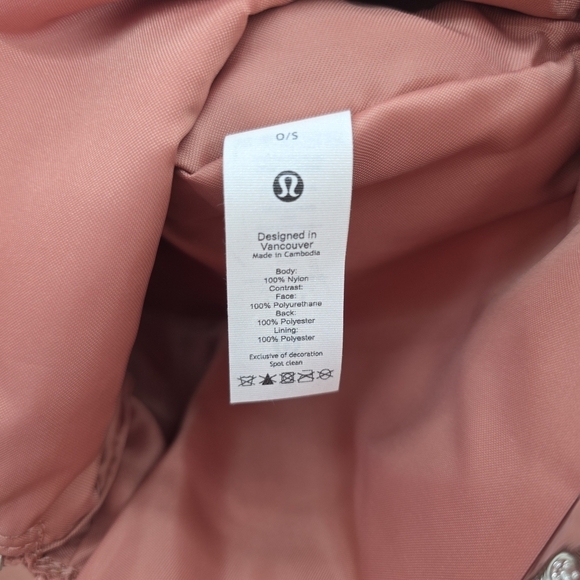 O/S
Designed in
Vancouver
Made in Cambodia
Body:
100% Nylon
Contrast:
Face:
100% Polyurethane
Back:
100% Polyester
Lining:
100% Polyester
Exclusive of decoration
Spot clean